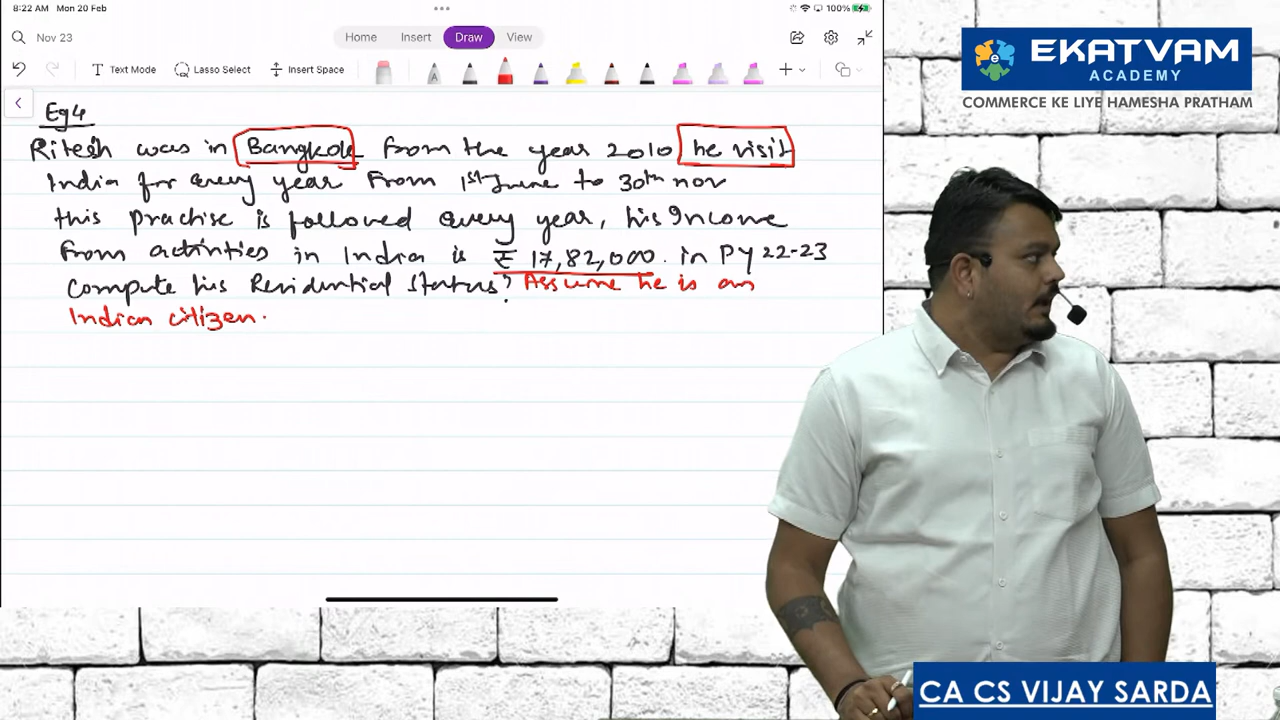 8:22 AM Mon 20 Feb
100%
Nov 23
Home Insert Draw View
Text Mode Lasso Select Insert Space
Eg 4
Ritesh was in Bangkok from the year 2010 he visit
India for every year From 1st June to 30th nov
this practise is followed every year, his Income
From activities in India is ₹ 17,82,000. in PY 22-23
Compute his Residential Status? Assume he is an
Indian citizen.
EKATVAM
ACADEMY
COMMERCE KE LIYE HAMESHA PRATHAM
CA CS VIJAY SARDA